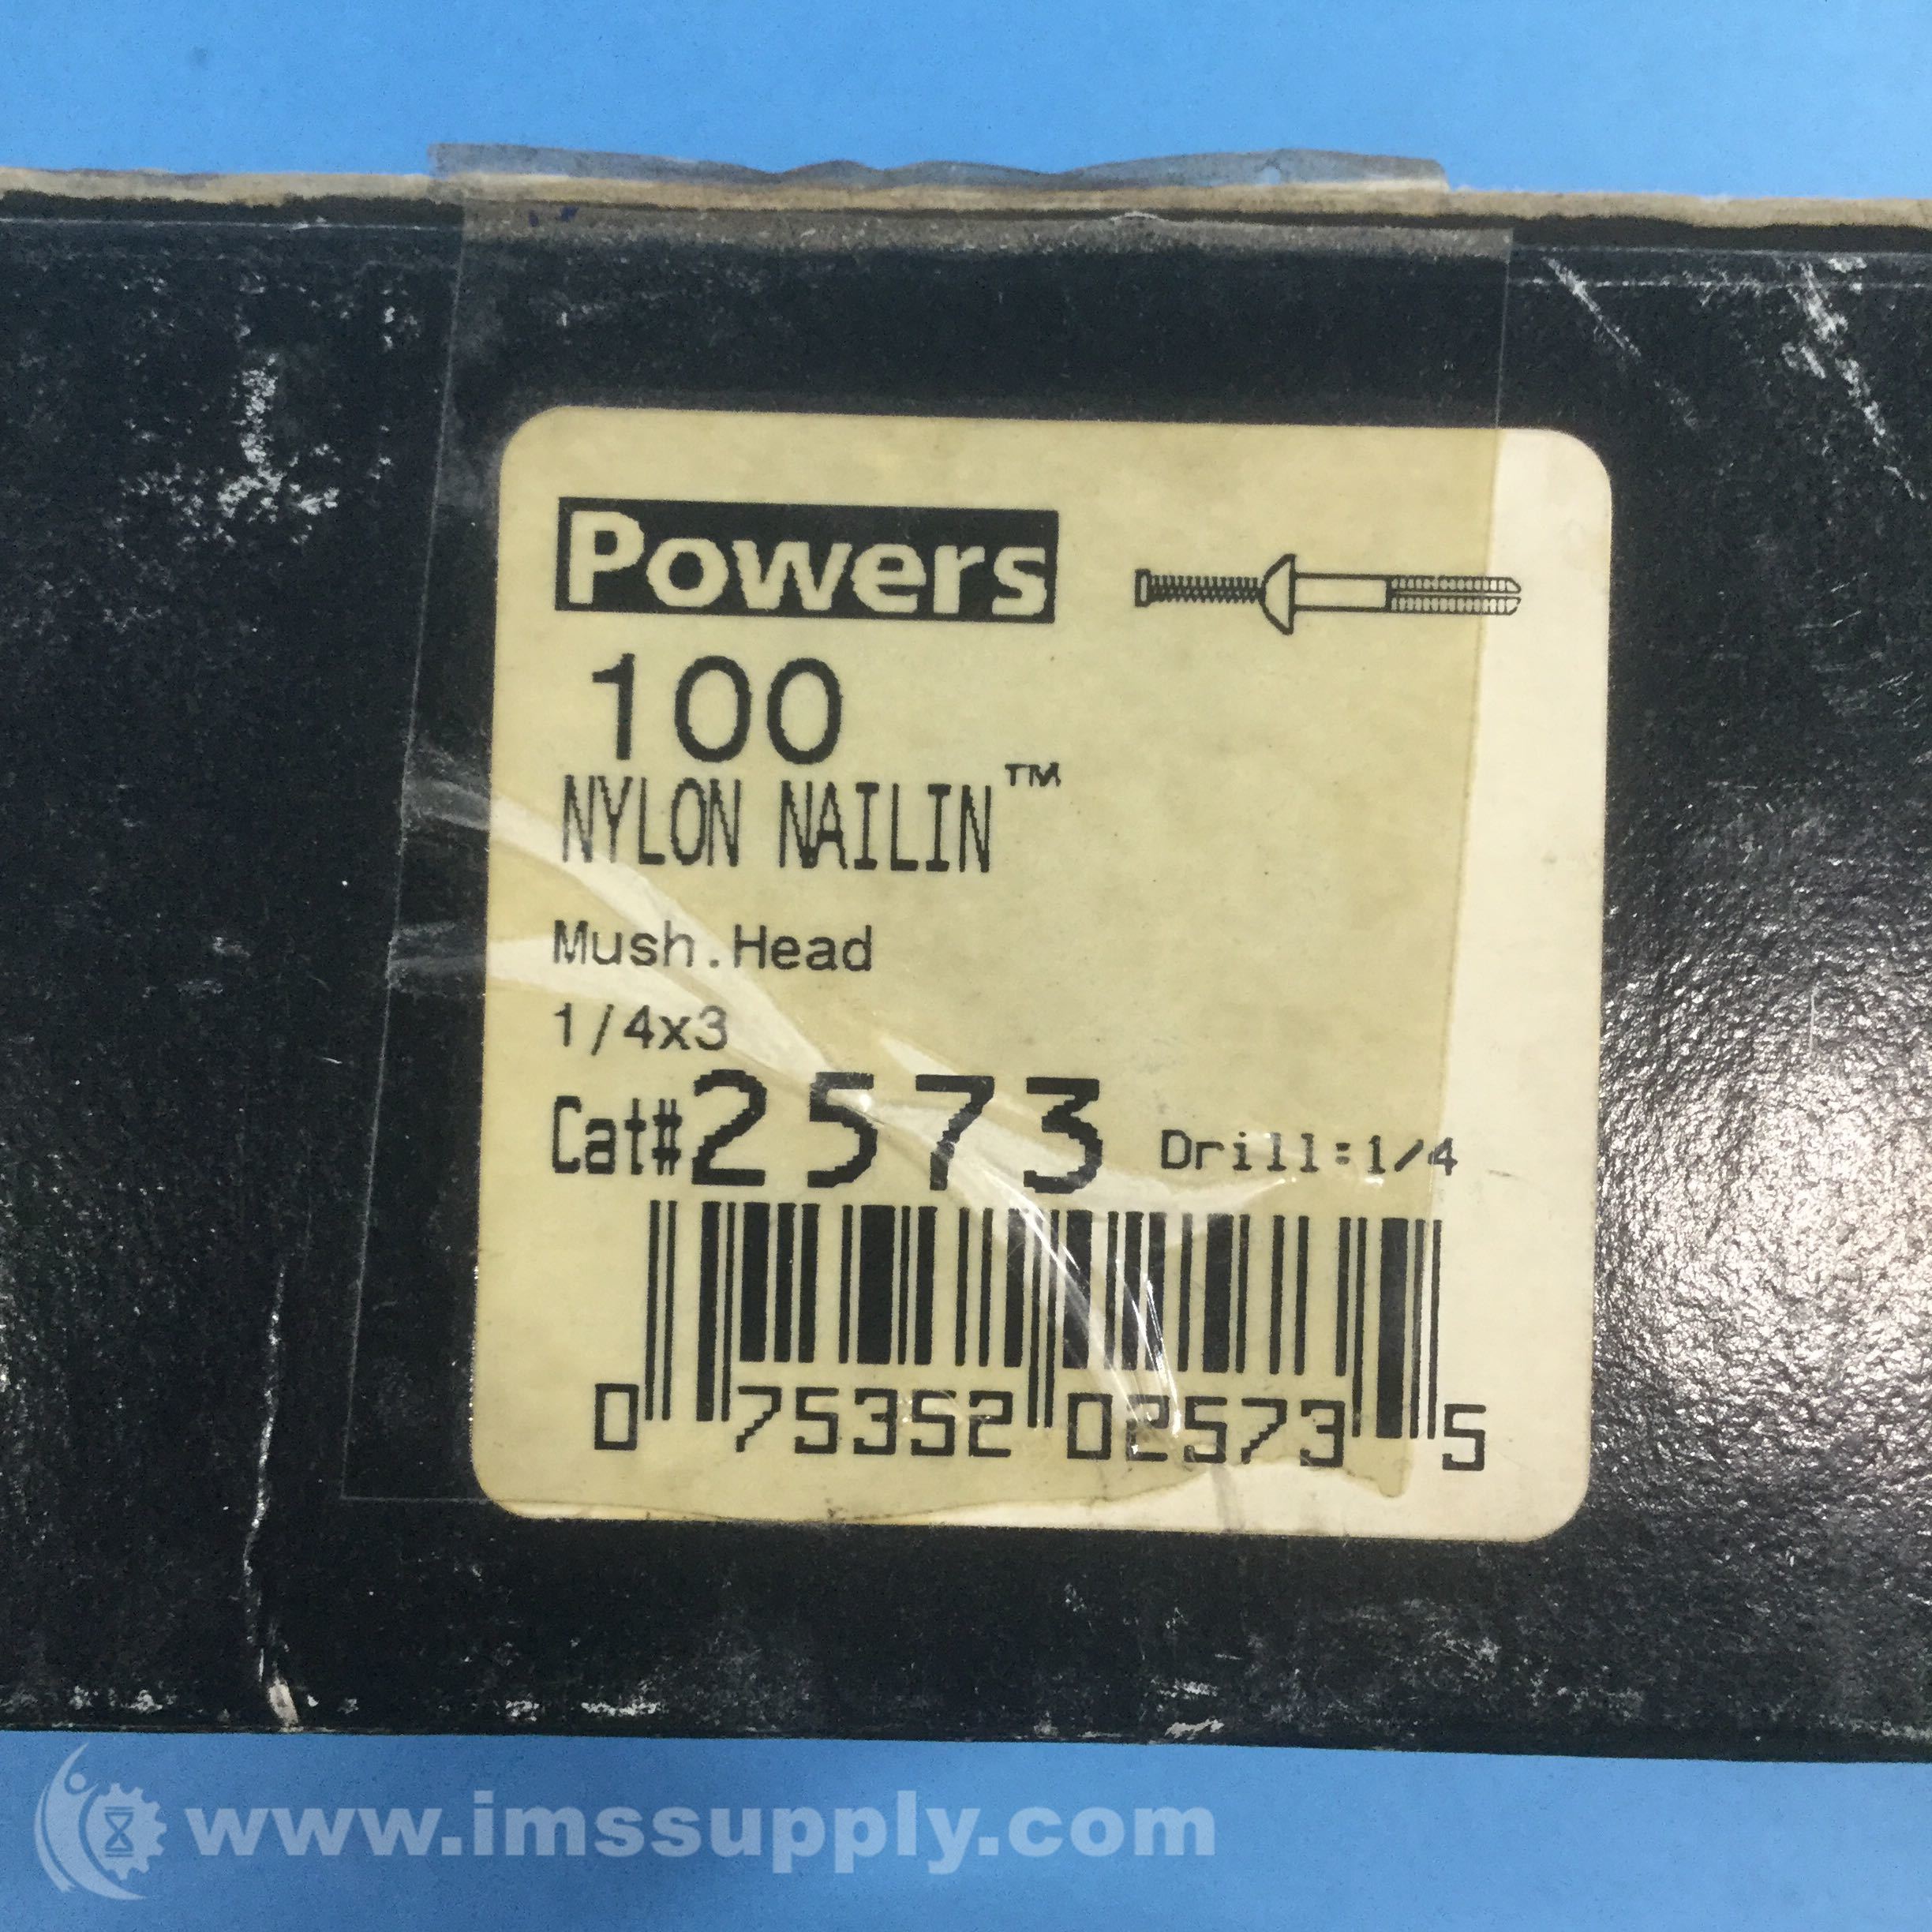 Powers
100
NYLON NAILIN™
Mush.Head
1/4x3
Cat#2573 Drill:1/4
0 75352 02573 5
www.imssupply.com